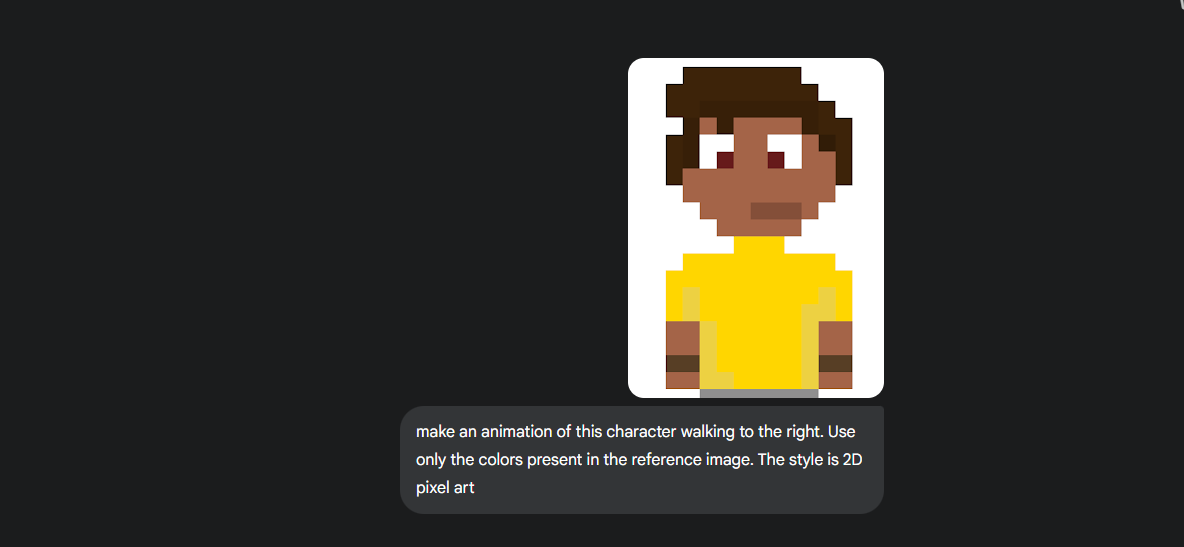 make an animation of this character walking to the right. Use
only the colors present in the reference image. The style is 2D
pixel art